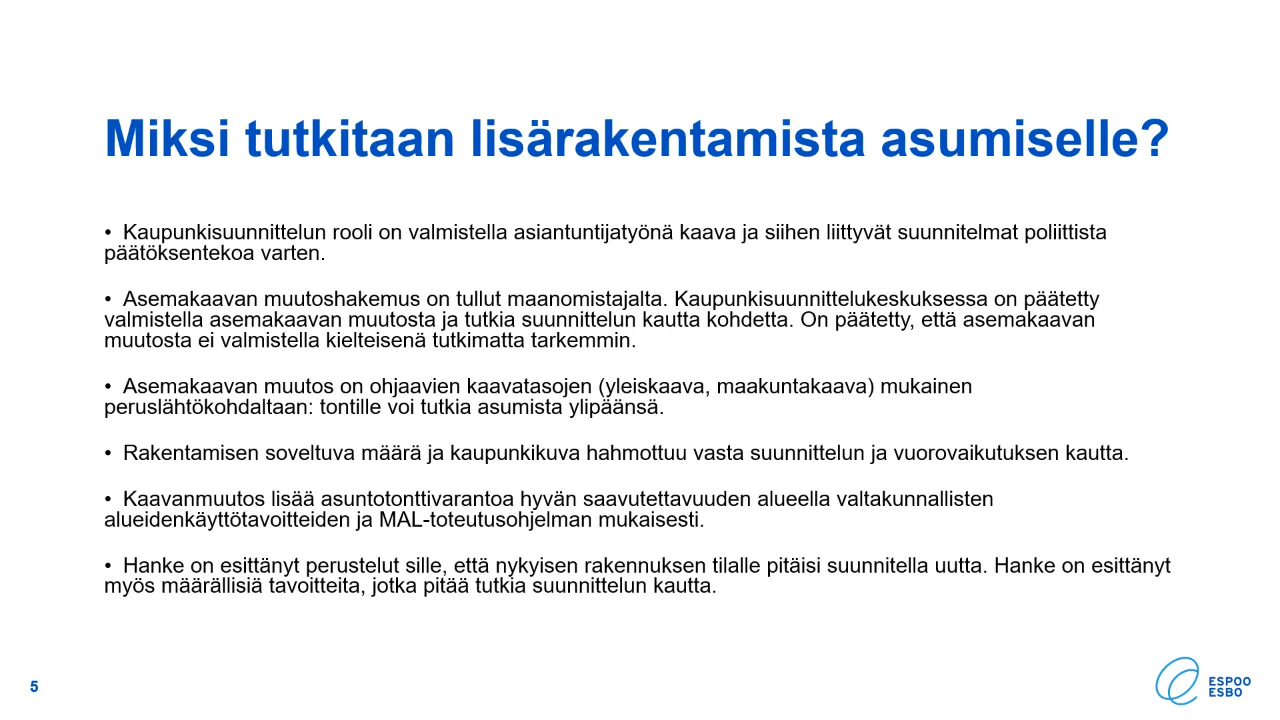 Miksi tutkitaan lisärakentamista asumiselle?
• Kaupunkisuunnittelun rooli on valmistella asiantuntijatyönä kaava ja siihen liittyvät suunnitelmat poliittista
päätöksentekoa varten.
• Asemakaavan muutoshakemus on tullut maanomistajalta. Kaupunkisuunnittelukeskuksessa on päätetty
valmistella asemakaavan muutosta ja tutkia suunnittelun kautta kohdetta. On päätetty, että asemakaavan
muutosta ei valmistella kielteisenä tutkimatta tarkemmin.
• Asemakaavan muutos on ohjaavien kaavatasojen (yleiskaava, maakuntakaava) mukainen
peruslähtökohdaltaan: tontille voi tutkia asumista ylipäänsä.
• Rakentamisen soveltuva määrä ja kaupunkikuva hahmottuu vasta suunnittelun ja vuorovaikutuksen kautta.
• Kaavanmuutos lisää asuntotonttivarantoa hyvän saavutettavuuden alueella valtakunnallisten
alueidenkäyttötavoitteiden ja MAL-toteutusohjelman mukaisesti.
• Hanke on esittänyt perustelut sille, että nykyisen rakennuksen tilalle pitäisi suunnitella uutta. Hanke on esittänyt
myös määrällisiä tavoitteita, jotka pitää tutkia suunnittelun kautta.
5
ESPOO
ESBO